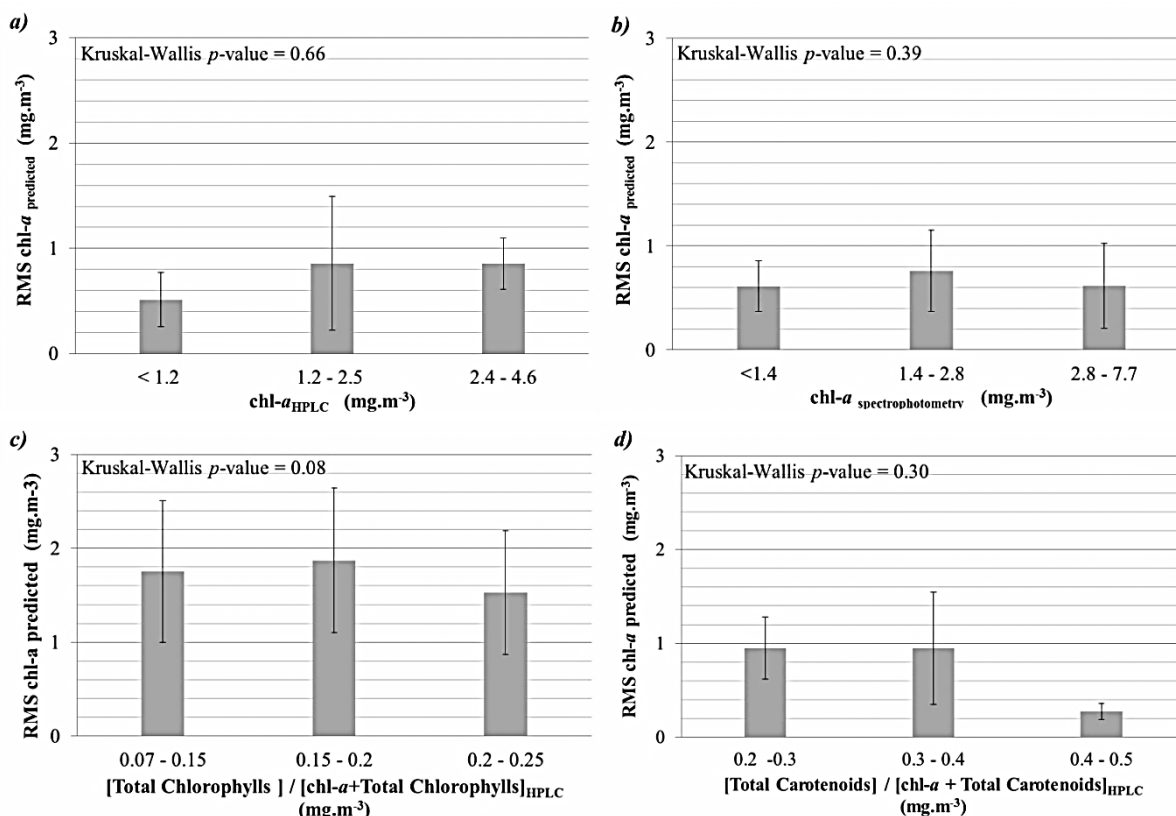 a)
3
2
1
0
Kruskal-Wallis p-value = 0.66
RMS chl-a predicted (mg.m-3)
< 1.2 1.2 - 2.5 2.4 - 4.6
chl-aHPLC (mg.m-3)
b)
3
2
1
0
Kruskal-Wallis p-value = 0.39
RMS chl-a predicted (mg.m-3)
<1.4 1.4 - 2.8 2.8 - 7.7
chl-a spectrophotometry (mg.m-3)
c)
3
2
1
0
Kruskal-Wallis p-value = 0.08
RMS chl-a predicted (mg.m-3)
0.07 - 0.15 0.15 - 0.2 0.2 - 0.25
[Total Chlorophylls ] / [chl-a+Total Chlorophylls]HPLC
(mg.m-3)
d)
3
2
1
0
Kruskal-Wallis p-value = 0.30
RMS chl-a predicted (mg.m-3)
0.2 -0.3 0.3 - 0.4 0.4 - 0.5
[Total Carotenoids] / [chl-a + Total Carotenoids]HPLC
(mg.m-3)